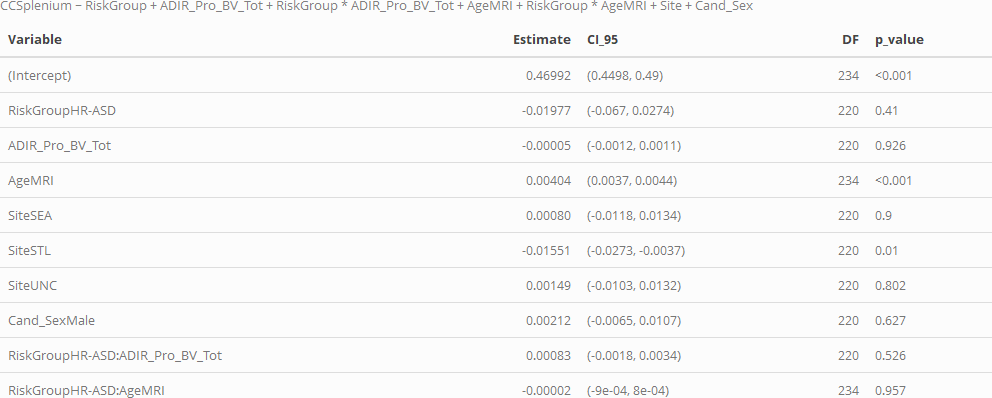 CCSplenium ~ RiskGroup + ADIR_Pro_BV_Tot + RiskGroup * ADIR_Pro_BV_Tot + AgeMRI + RiskGroup * AgeMRI + Site + Cand_Sex
Variable Estimate CI_95 DF p_value
(Intercept) 0.46992 (0.4498, 0.49) 234 <0.001
RiskGroupHR-ASD -0.01977 (-0.067, 0.0274) 220 0.41
ADIR_Pro_BV_Tot -0.00005 (-0.0012, 0.0011) 220 0.926
AgeMRI 0.00404 (0.0037, 0.0044) 234 <0.001
SiteSEA 0.00080 (-0.0118, 0.0134) 220 0.9
SiteSTL -0.01551 (-0.0273, -0.0037) 220 0.01
SiteUNC 0.00149 (-0.0103, 0.0132) 220 0.802
Cand_SexMale 0.00212 (-0.0065, 0.0107) 220 0.627
RiskGroupHR-ASD:ADIR_Pro_BV_Tot 0.00083 (-0.0018, 0.0034) 220 0.526
RiskGroupHR-ASD:AgeMRI -0.00002 (-9e-04, 8e-04) 234 0.957